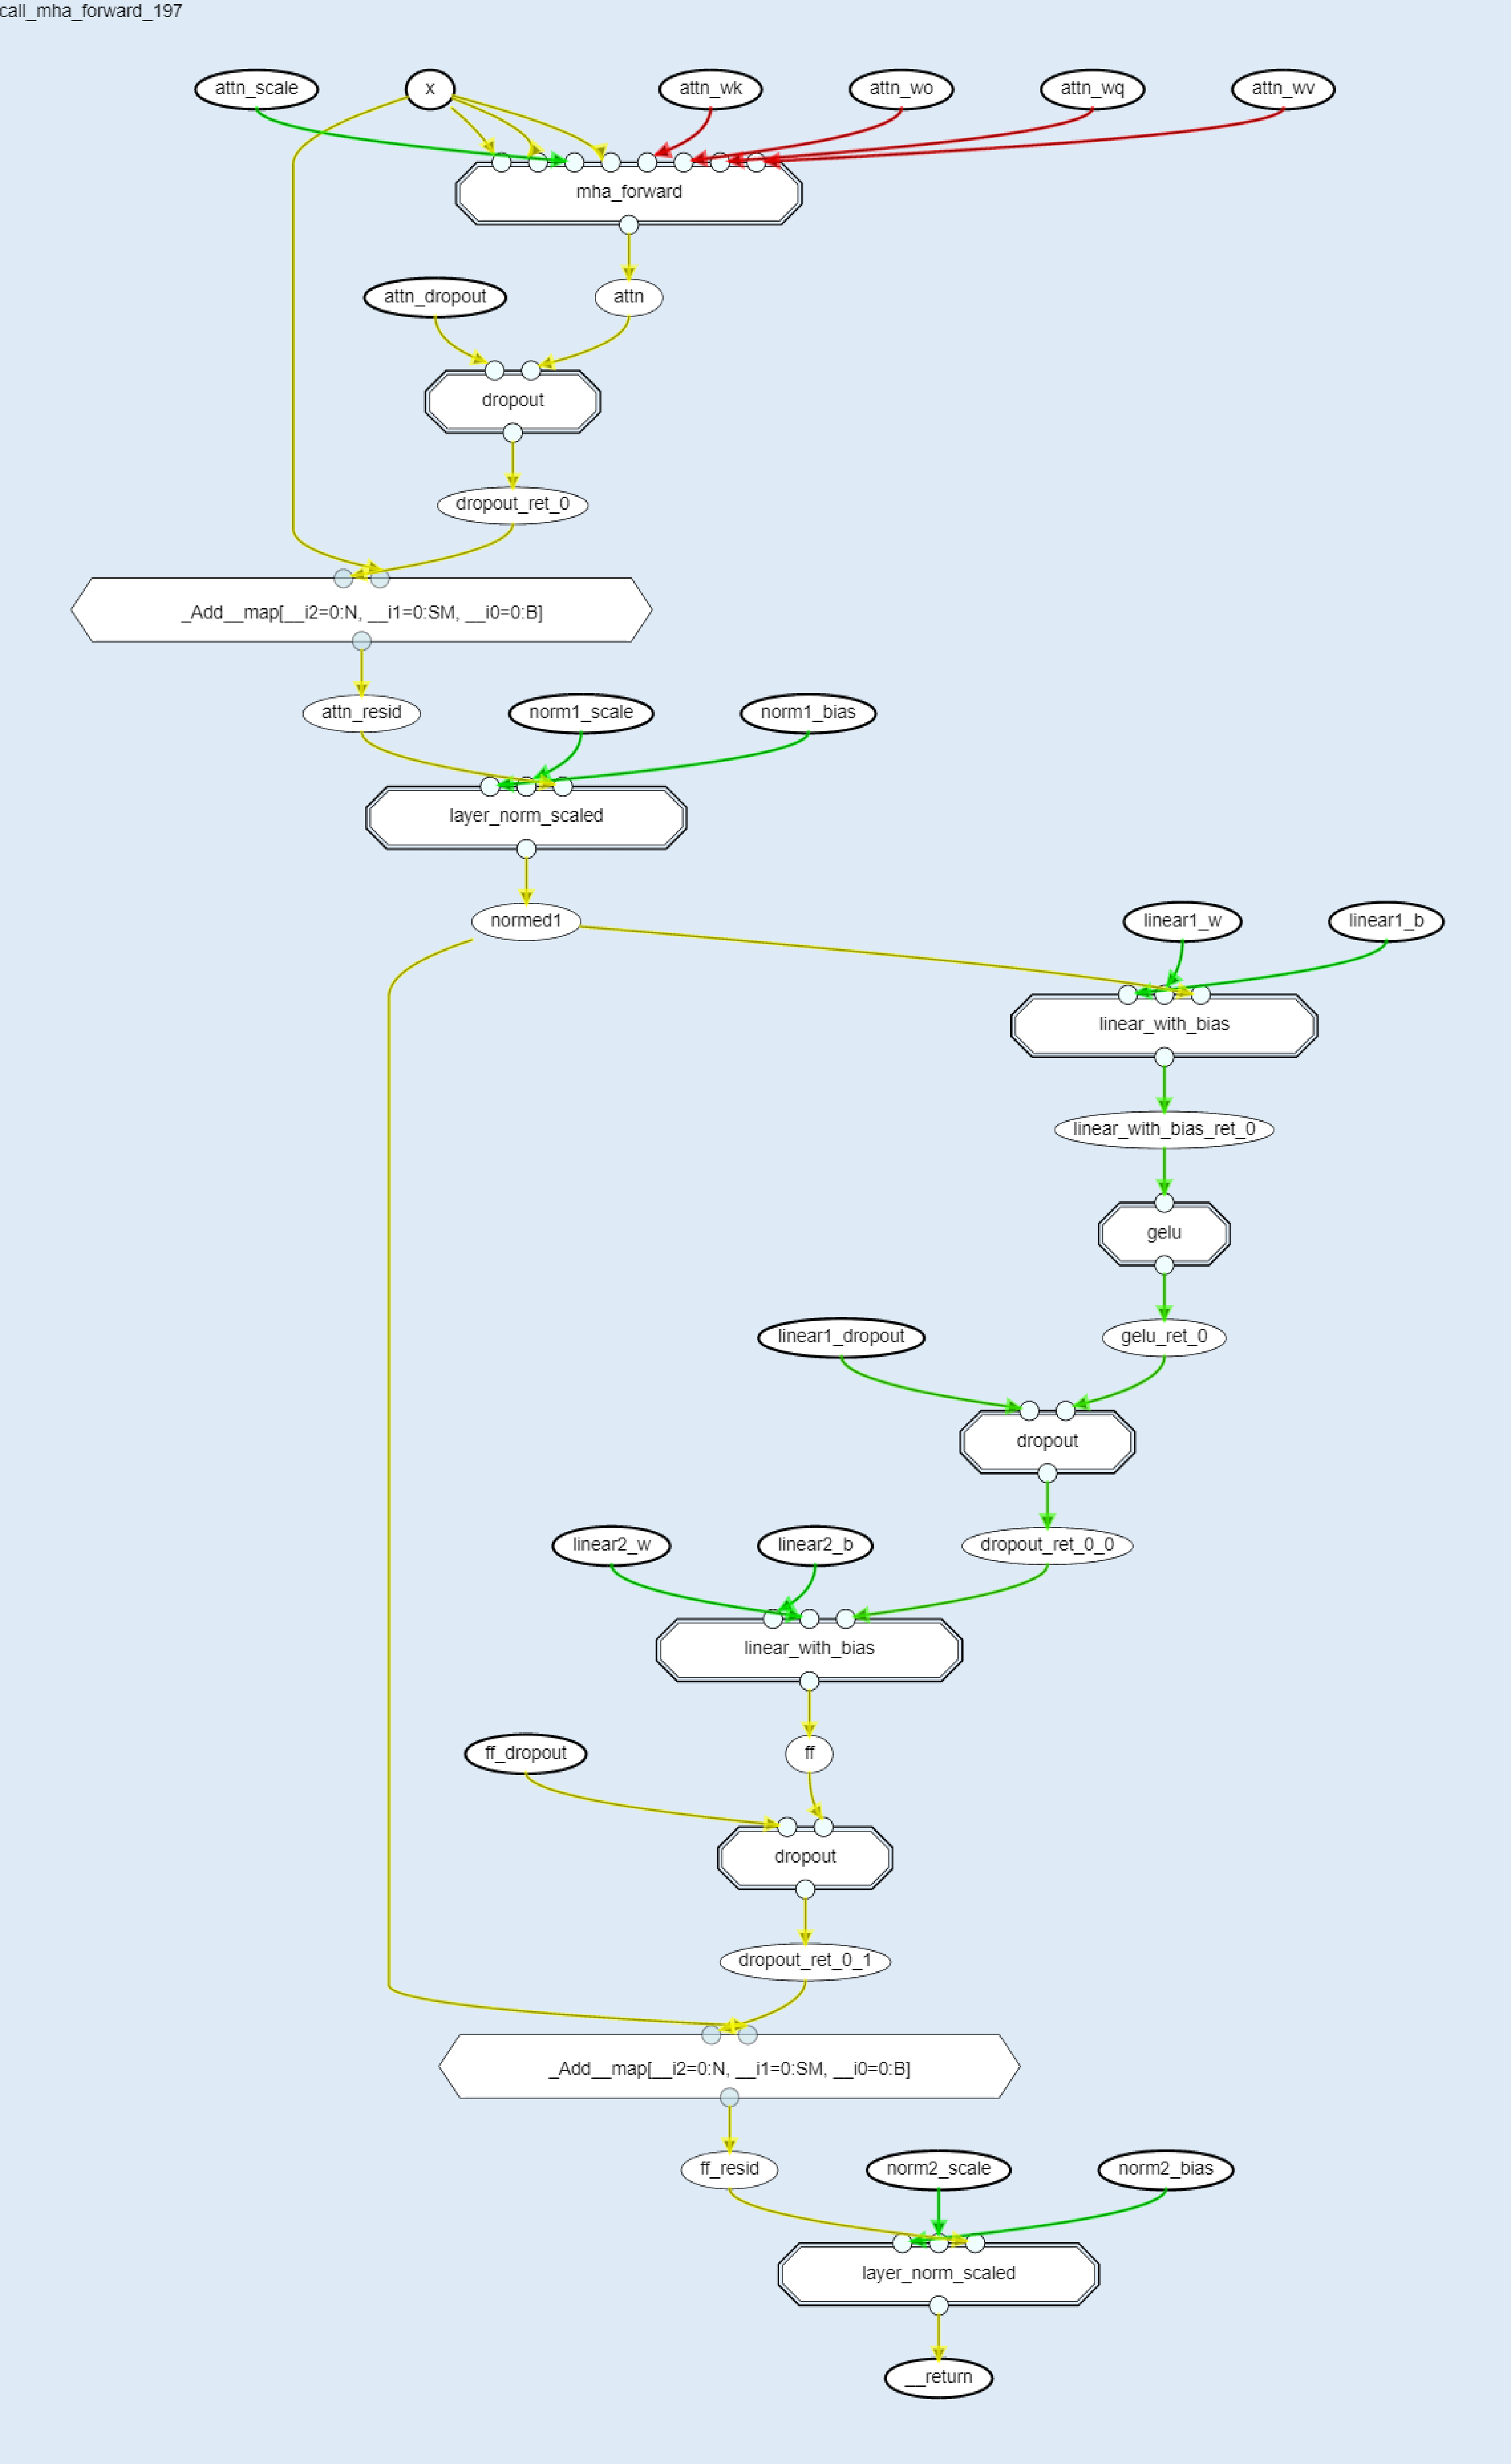 call_mha_forward_197
attn_scale
x
attn_wk
attn_wo
attn_wq
attn_wv
mha_forward
attn_dropout
attn
dropout
dropout_ret_0
_Add__map[__i2=0:N, __i1=0:SM, __i0=0:B]
attn_resid
norm1_scale
norm1_bias
layer_norm_scaled
normed1
linear1_w
linear1_b
linear_with_bias
linear_with_bias_ret_0
gelu
linear1_dropout
gelu_ret_0
dropout
linear2_w
linear2_b
dropout_ret_0_0
linear_with_bias
ff_dropout
ff
dropout
dropout_ret_0_1
_Add__map[__i2=0:N, __i1=0:SM, __i0=0:B]
ff_resid
norm2_scale
norm2_bias
layer_norm_scaled
__return